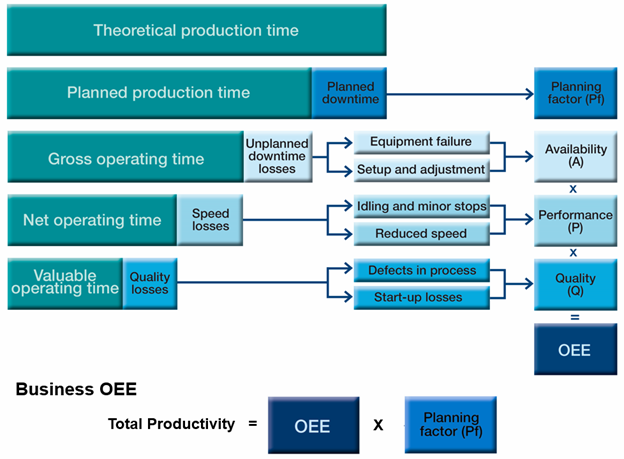 Theoretical production time
Planned production time
Planned
downtime
Planning
factor (Pf)
Gross operating time
Unplanned
downtime
losses
Equipment failure
Setup and adjustment
Availability
(A)
x
Net operating time
Speed
losses
Idling and minor stops
Reduced speed
Performance
(P)
x
Valuable
operating time
Quality
losses
Defects in process
Start-up losses
Quality
(Q)
=
OEE
Business OEE
Total Productivity = OEE X Planning
factor (Pf)